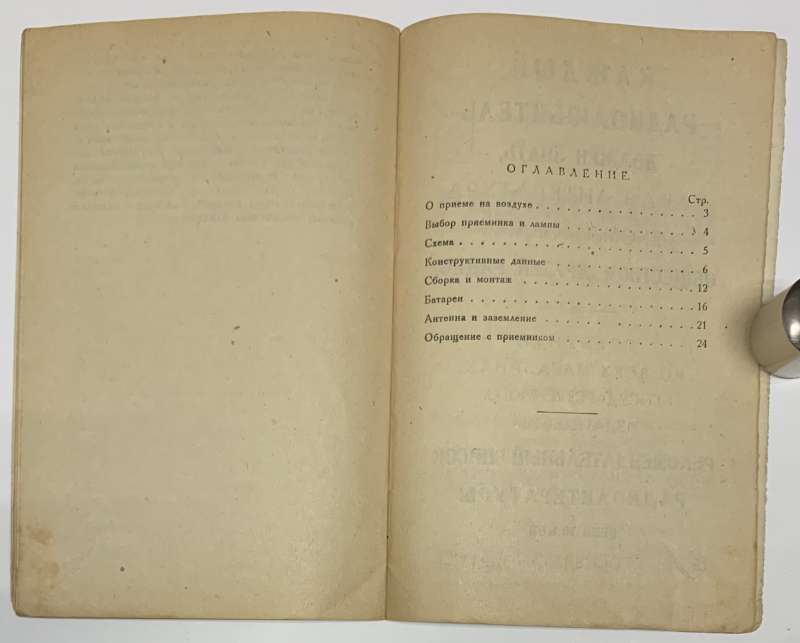 ОГЛАВЛЕНИЕ
Стр.
О приеме на воздухе . . . . . . . . . . . . . . . . 3
Выбор приемника и лампы . . . . . . . . . . . . 4
Схема . . . . . . . . . . . . . . . . . . . . . . 5
Конструктивные данные . . . . . . . . . . . . . 6
Сборка и монтаж . . . . . . . . . . . . . . . . 12
Батареи . . . . . . . . . . . . . . . . . . . . . 16
Антенна и заземление . . . . . . . . . . . . . 21
Обращение с приемником . . . . . . . . . . . . 24